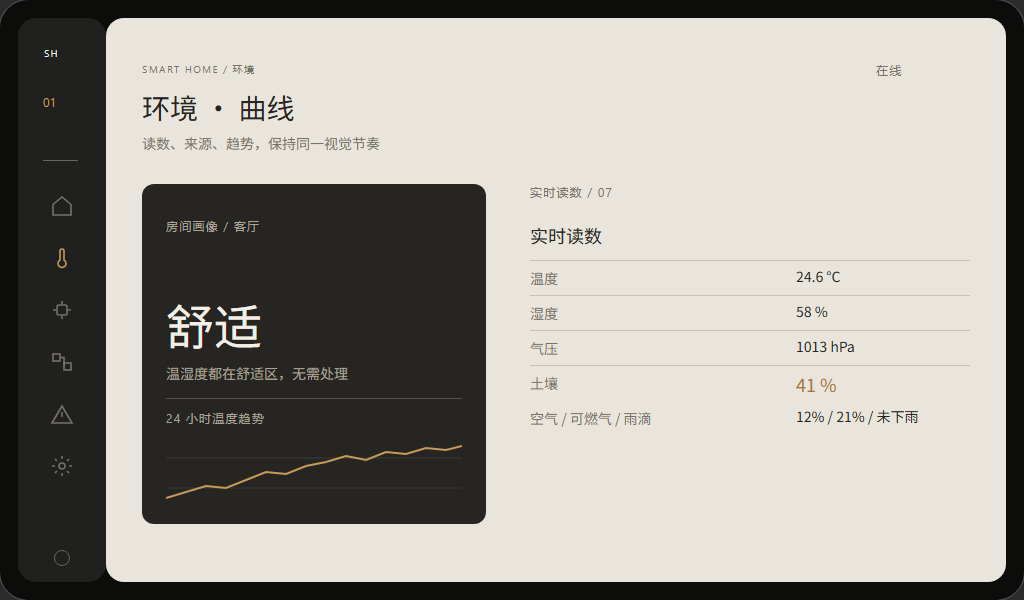 SH
01
SMART HOME / 环境
在线
环境 · 曲线
读数、来源、趋势，保持同一视觉节奏
房间画像 / 客厅
舒适
温湿度都在舒适区，无需处理
24 小时温度趋势
实时读数 / 07
实时读数
温度 24.6 °C
湿度 58 %
气压 1013 hPa
土壤 41 %
空气 / 可燃气 / 雨滴 12% / 21% / 未下雨